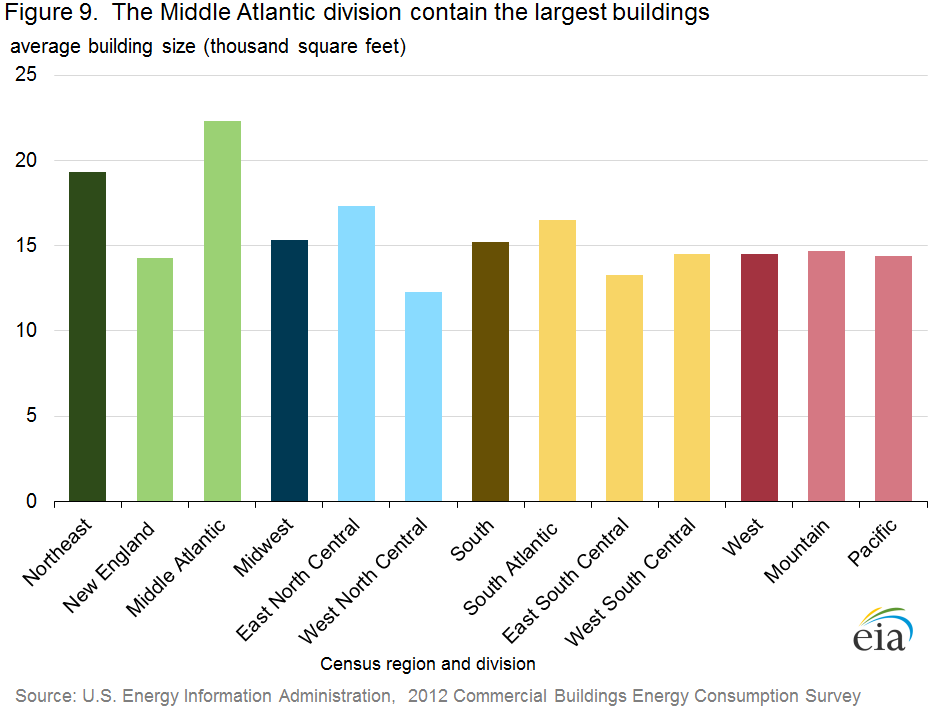 Figure 9.  The Middle Atlantic division contain the largest buildings
average building size (thousand square feet)
25
20
15
10
5
0
Northeast
New England
Middle Atlantic
Midwest
East North Central
West North Central
South
South Atlantic
East South Central
West South Central
West
Mountain
Pacific
eia
Census region and division
Source: U.S. Energy Information Administration,  2012 Commercial Buildings Energy Consumption Survey